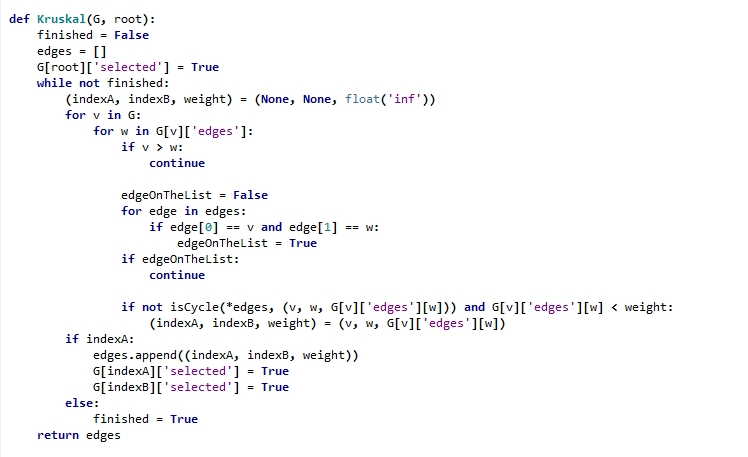 def Kruskal(G, root):
    finished = False
    edges = []
    G[root]['selected'] = True
    while not finished:
        (indexA, indexB, weight) = (None, None, float('inf'))
        for v in G:
            for w in G[v]['edges']:
                if v > w:
                    continue

                edgeOnTheList = False
                for edge in edges:
                    if edge[0] == v and edge[1] == w:
                        edgeOnTheList = True
                if edgeOnTheList:
                    continue

                if not isCycle(*edges, (v, w, G[v]['edges'][w])) and G[v]['edges'][w] < weight:
                    (indexA, indexB, weight) = (v, w, G[v]['edges'][w])
        if indexA:
            edges.append((indexA, indexB, weight))
            G[indexA]['selected'] = True
            G[indexB]['selected'] = True
        else:
            finished = True
    return edges